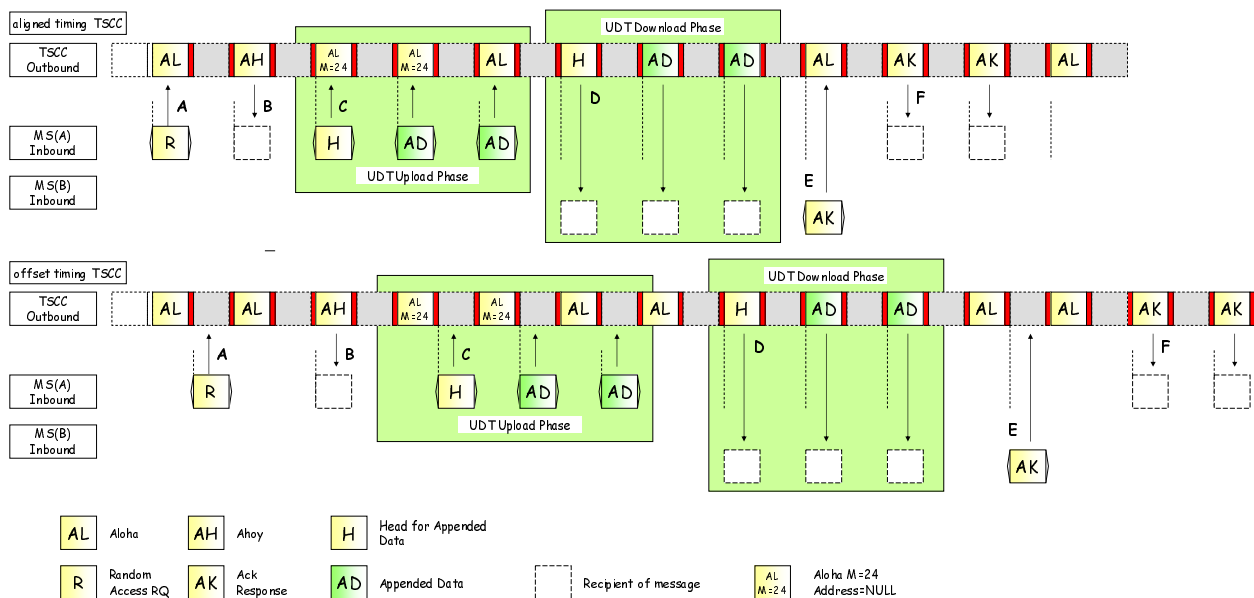 aligned timing TSCC
UDT Download Phase
TSCC
Outbound
AL
AH
AL
M=24
AL
M=24
AL
H
AD
AD
AL
AK
AK
AL
A
B
C
D
F
MS(A)
Inbound
R
H
AD
AD
UDT Upload Phase
MS(B)
Inbound
E
AK
offset timing TSCC
UDT Download Phase
TSCC
Outbound
AL
AL
AH
AL
M=24
AL
M=24
AL
AL
H
AD
AD
AL
AL
AK
AK
A
B
C
D
F
MS(A)
Inbound
R
H
AD
AD
UDT Upload Phase
MS(B)
Inbound
E
AK
AL
Aloha
AH
Ahoy
H
Head for Appended
Data
R
Random
Access RQ
AK
Ack
Response
AD
Appended Data
Recipient of message
AL
M=24
Aloha M=24
Address=NULL